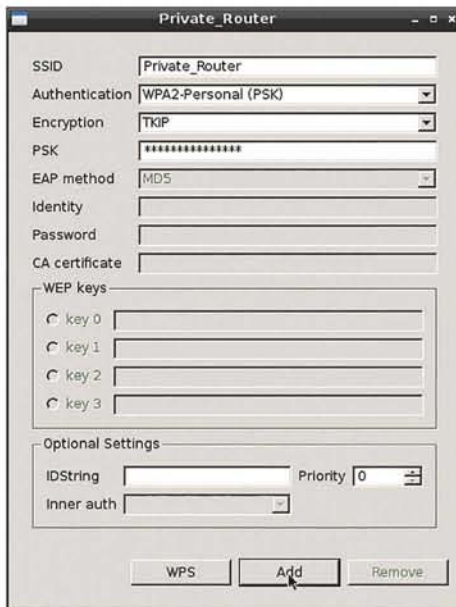 Private_Router
SSID Private_Router
Authentication WPA2-Personal (PSK)
Encryption TKIP
PSK ***************
EAP method MD5
Identity
Password
CA certificate
WEP keys
key 0
key 1
key 2
key 3
Optional Settings
IDString Priority 0
Inner auth
WPS Add Remove